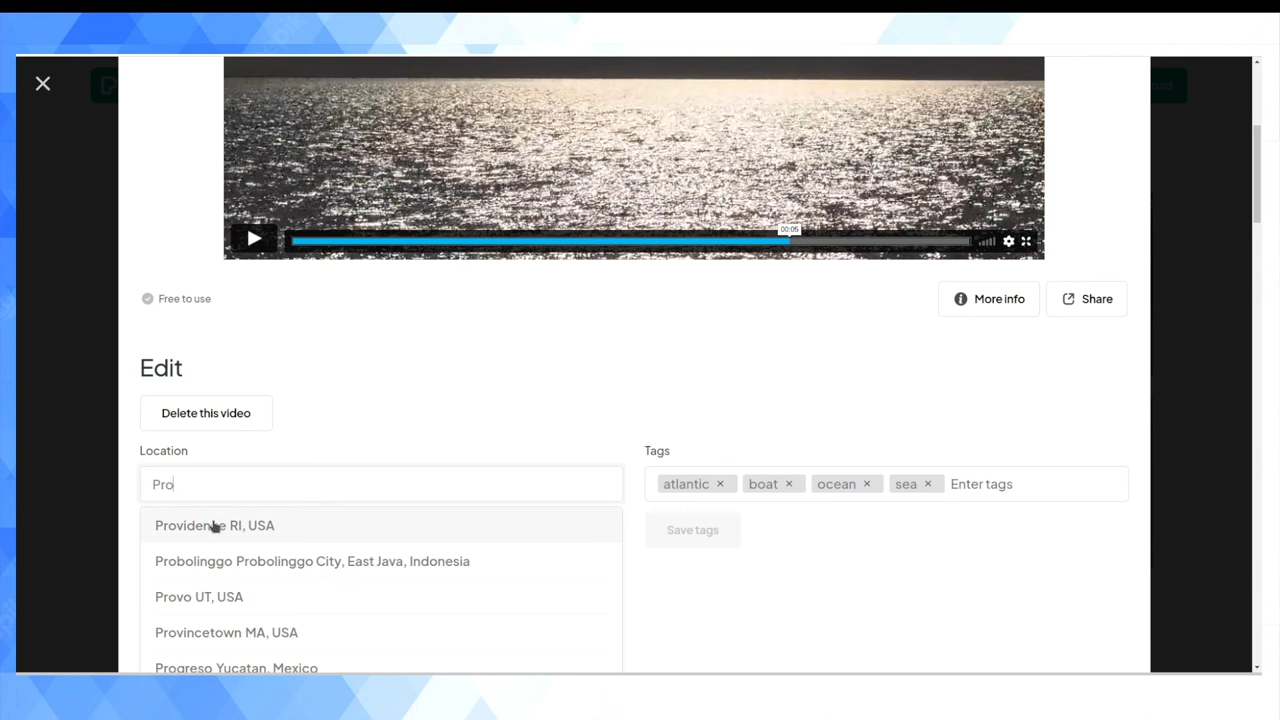 00:05
Free to use
More info
Share
Edit
Delete this video
Location
Tags
Pro
atlantic × boat × ocean × sea × Enter tags
Providence RI, USA
Save tags
Probolinggo Probolinggo City, East Java, Indonesia
Provo UT, USA
Provincetown MA, USA
Progreso Yucatan, Mexico